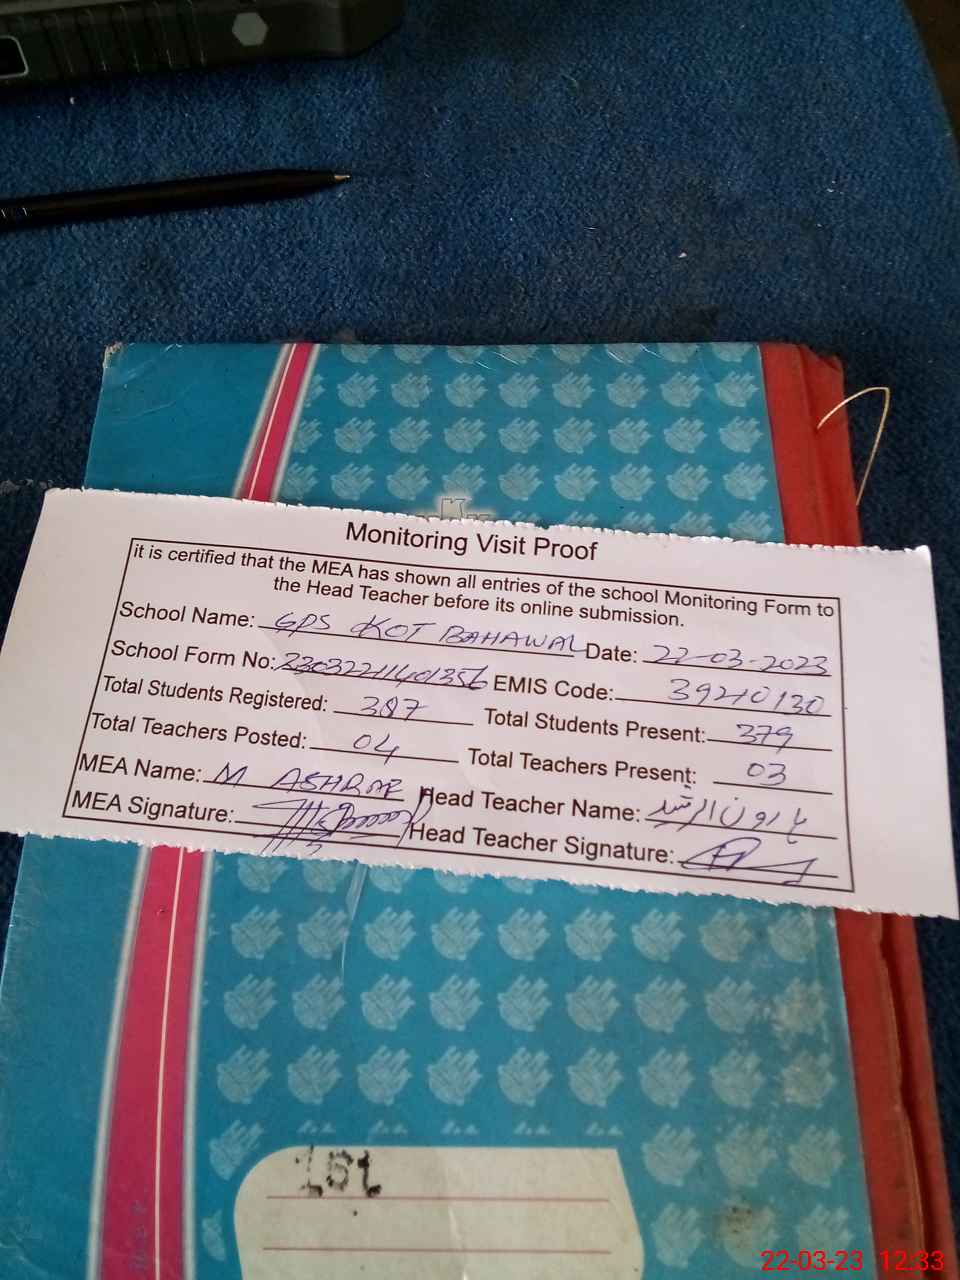 Monitoring Visit Proof
it is certified that the MEA has shown all entries of the school Monitoring Form to
the Head Teacher before its online submission.
School Name: GPS KOT BAHAWAL Date: 22-03-2023
School Form No: EMIS Code: 39210130
Total Students Registered: 387 Total Students Present: 379
Total Teachers Posted: 04 Total Teachers Present: 03
MEA Name: M ASHRAF Head Teacher Name: ہارون الرشید
MEA Signature: Head Teacher Signature:
1st
22-03-23 12:33